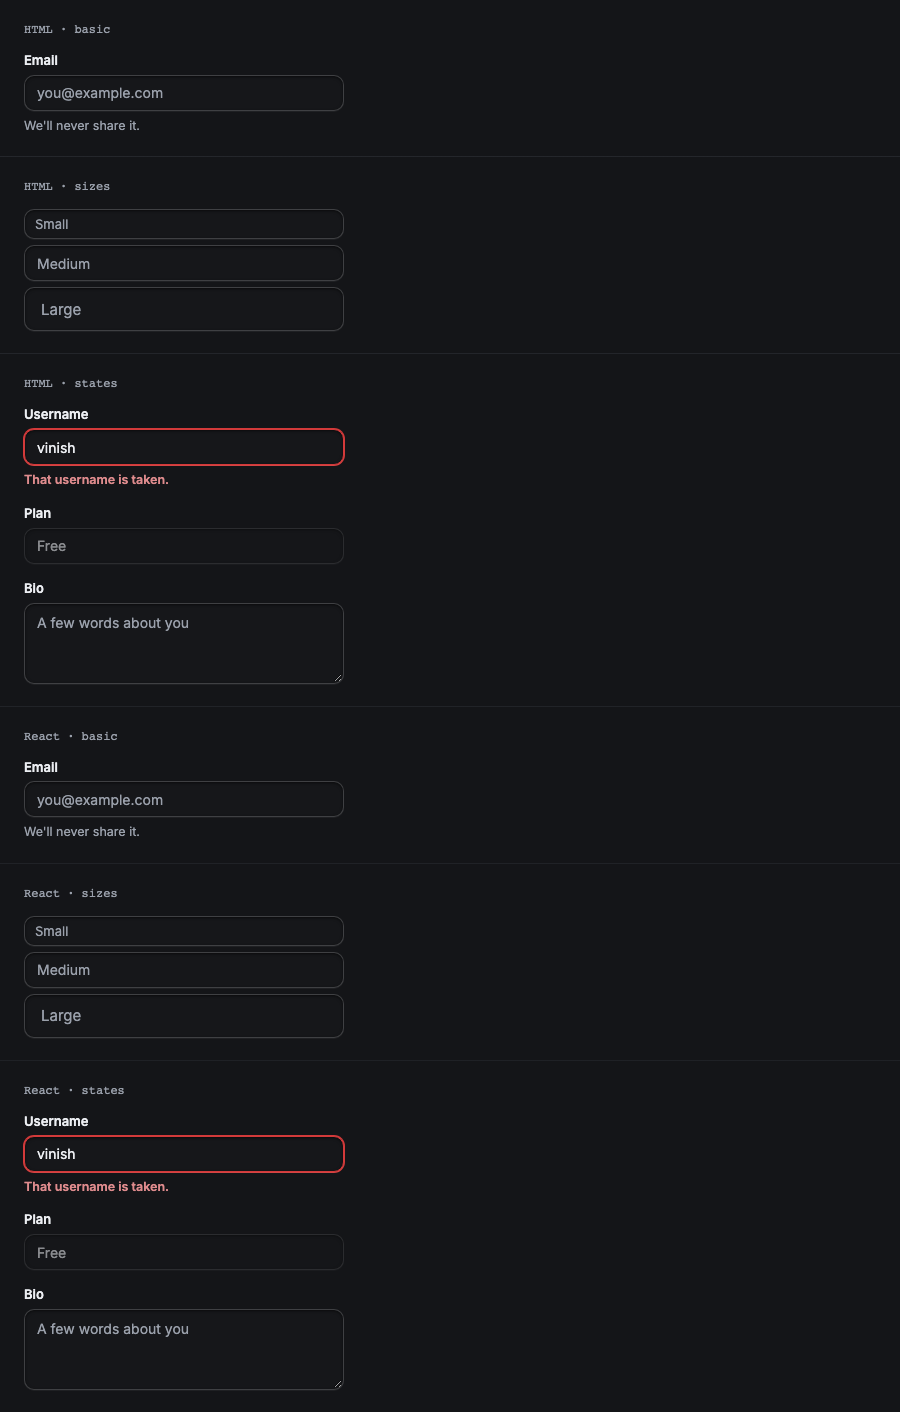 HTML · basic
Email
you@example.com
We'll never share it.
HTML · sizes
Small
Medium
Large
HTML · states
Username
vinish
That username is taken.
Plan
Free
Bio
A few words about you
React · basic
Email
you@example.com
We'll never share it.
React · sizes
Small
Medium
Large
React · states
Username
vinish
That username is taken.
Plan
Free
Bio
A few words about you